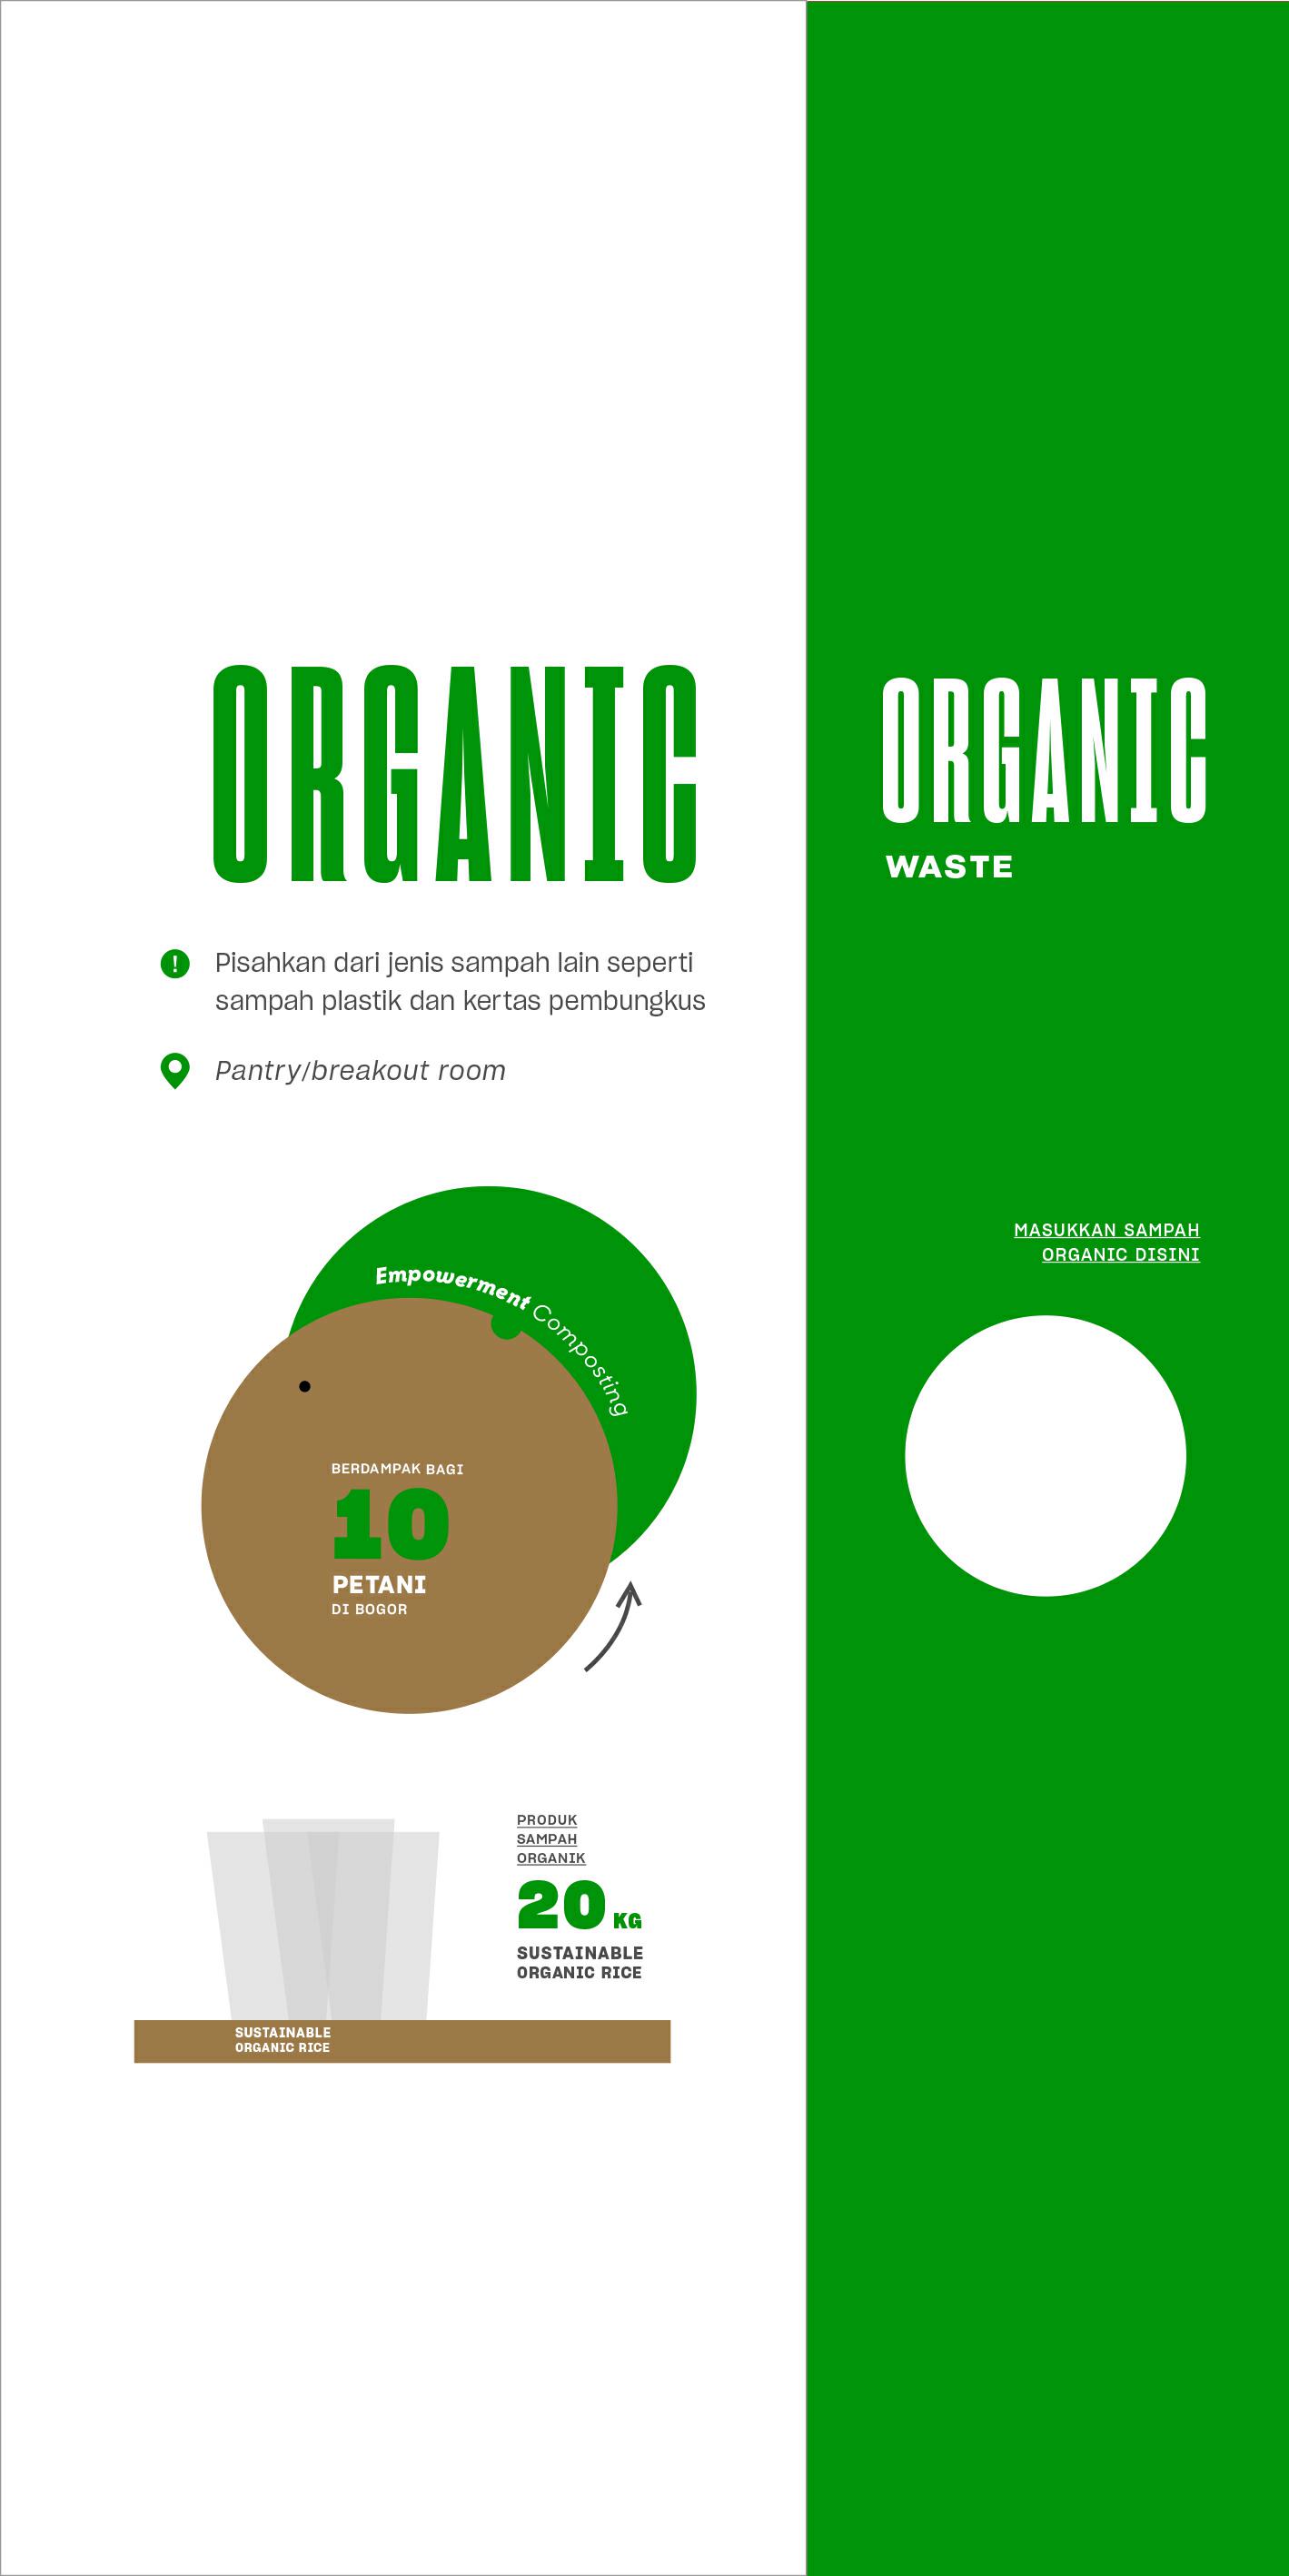 ORGANIC
Pisahkan dari jenis sampah lain seperti
sampah plastik dan kertas pembungkus
Pantry/breakout room
Empowerment Composting
BERDAMPAK BAGI
10
PETANI
DI BOGOR
PRODUK
SAMPAH
ORGANIK
20 KG
SUSTAINABLE
ORGANIC RICE
SUSTAINABLE
ORGANIC RICE
ORGANIC
WASTE
MASUKKAN SAMPAH
ORGANIC DISINI